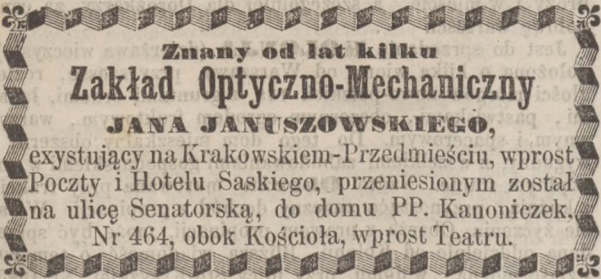 Znany od lat kilku
Zakład Optyczno-Mechaniczny
JANA JANUSZOWSKIEGO,
exystujący na Krakowskiem-Przedmieściu, wprost
Poczty i Hotelu Saskiego, przeniesionym został
na ulicę Senatorską, do domu PP. Kanoniczek,
Nr 464, obok Kościoła, wprost Teatru.